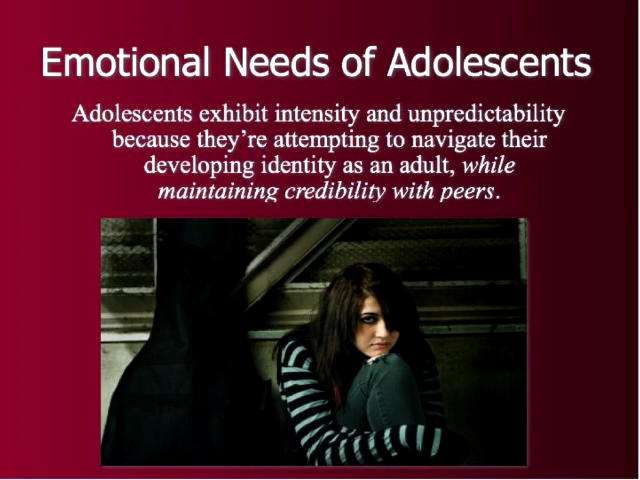 Emotional Needs of Adolescents
Adolescents exhibit intensity and unpredictability
because they're attempting to navigate their
developing identity as an adult, while
maintaining credibility with peers.